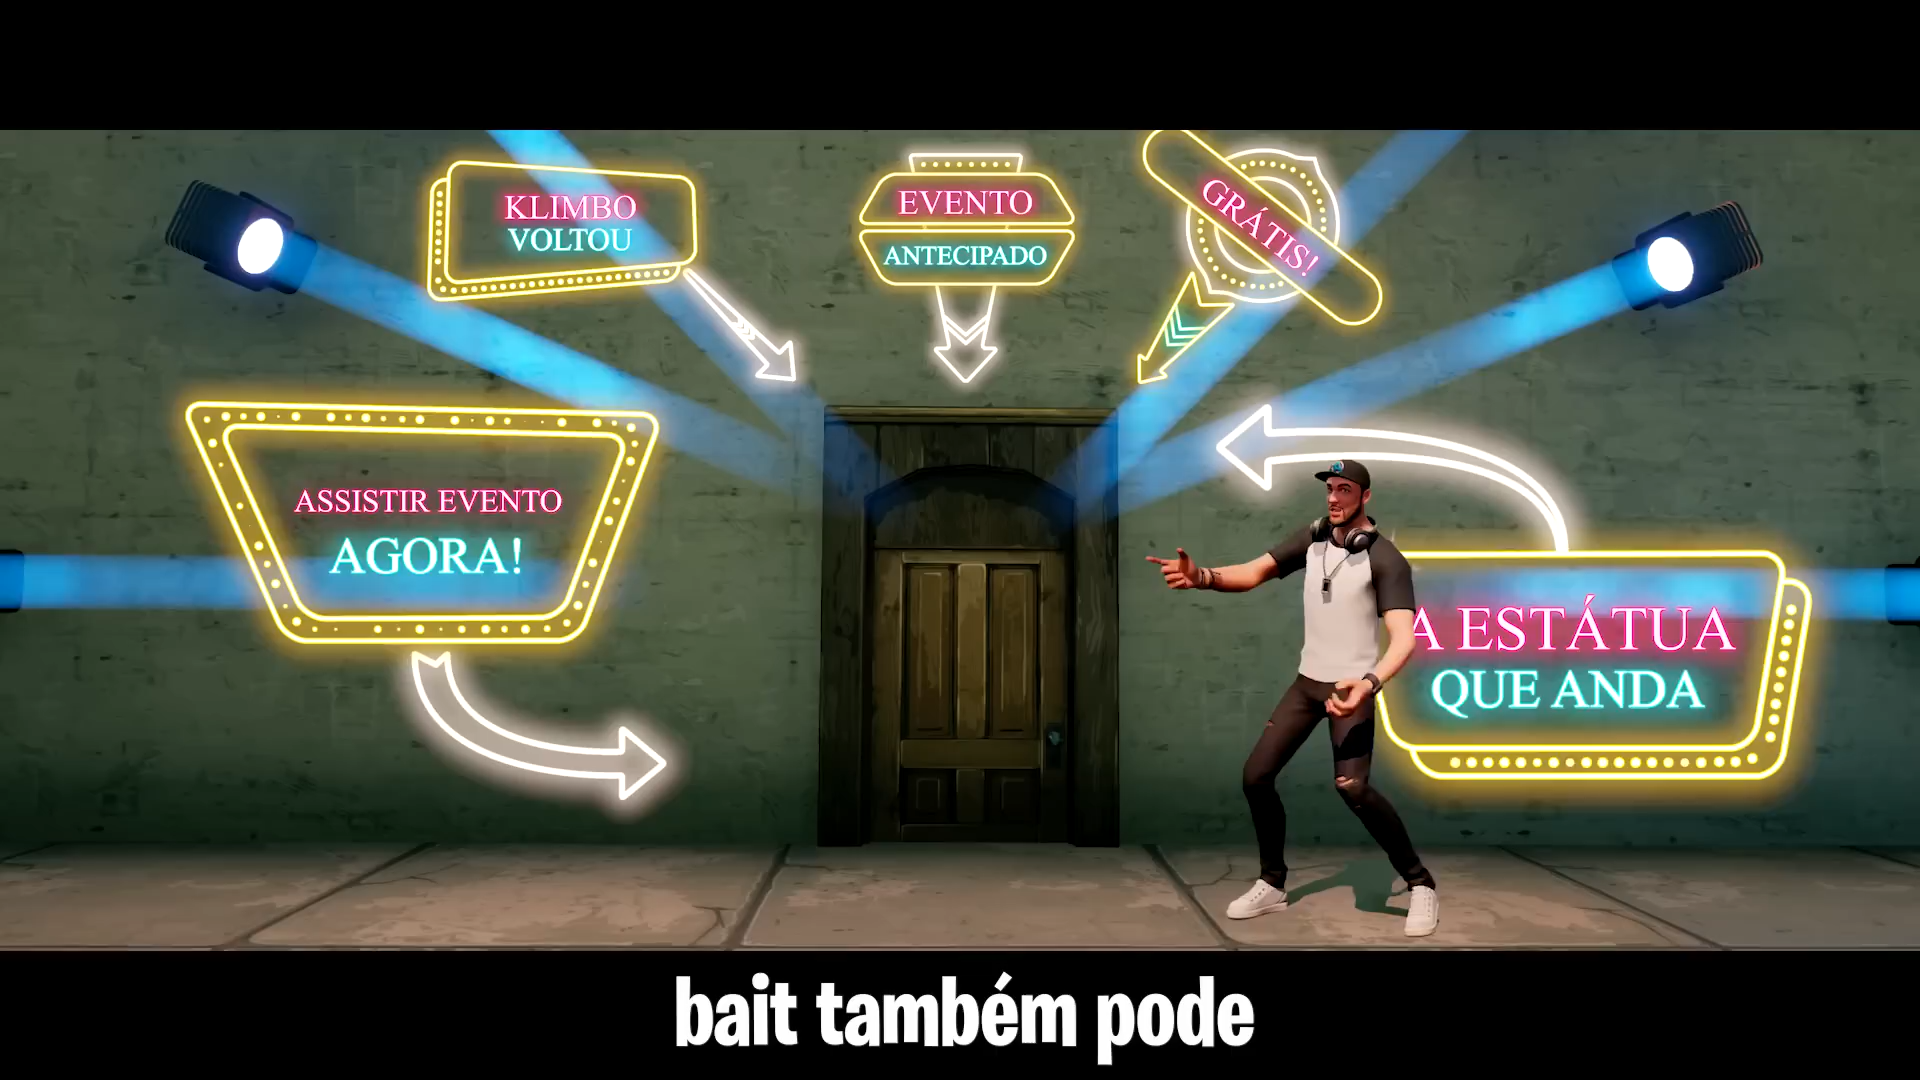 KLIMBO
VOLTOU
EVENTO
ANTECIPADO
GRÁTIS!
ASSISTIR EVENTO
AGORA!
A ESTÁTUA
QUE ANDA
bait também pode